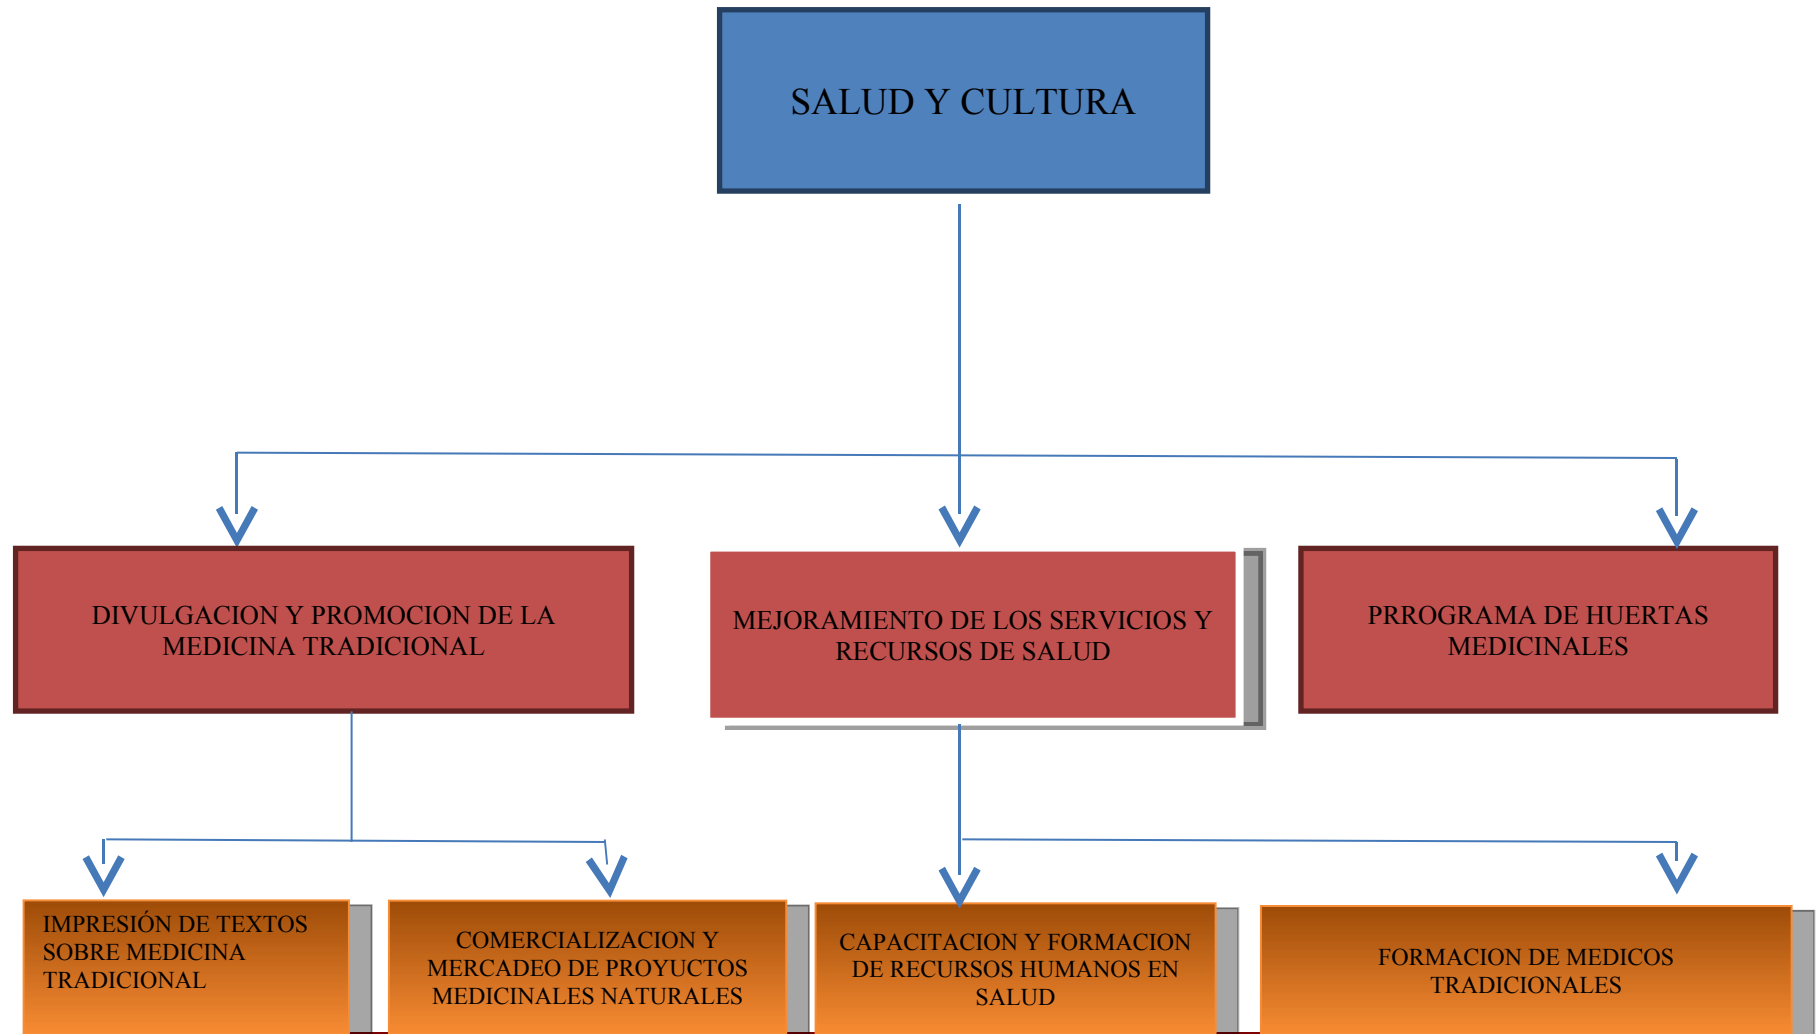 SALUD Y CULTURA
DIVULGACION Y PROMOCION DE LA
MEDICINA TRADICIONAL
MEJORAMIENTO DE LOS SERVICIOS Y
RECURSOS DE SALUD
PRROGRAMA DE HUERTAS
MEDICINALES
IMPRESIÓN DE TEXTOS
SOBRE MEDICINA
TRADICIONAL
COMERCIALIZACION Y
MERCADEO DE PROYUCTOS
MEDICINALES NATURALES
CAPACITACION Y FORMACION
DE RECURSOS HUMANOS EN
SALUD
FORMACION DE MEDICOS
TRADICIONALES